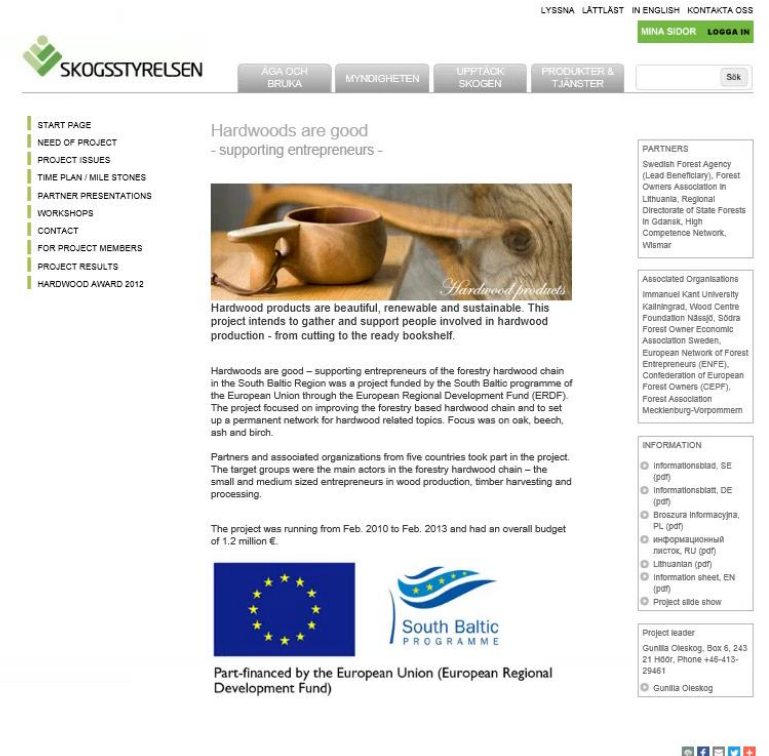 LYSSNA LÄTTLÄST IN ENGLISH KONTAKTA OSS
MINA SIDOR LOGGA IN
SKOGSSTYRELSEN
ÄGA OCH
BRUKA
MYNDIGHETEN
UPPTÄCK
SKOGEN
PRODUKTER &
TJÄNSTER
Sök
START PAGE
NEED OF PROJECT
PROJECT ISSUES
TIME PLAN / MILE STONES
PARTNER PRESENTATIONS
WORKSHOPS
CONTACT
FOR PROJECT MEMBERS
PROJECT RESULTS
HARDWOOD AWARD 2012
Hardwoods are good
- supporting entrepreneurs -
Hardwood products
Hardwood products are beautiful, renewable and sustainable. This
project intends to gather and support people involved in hardwood
production - from cutting to the ready bookshelf.
Hardwoods are good – supporting entrepreneurs of the forestry hardwood chain
in the South Baltic Region was a project funded by the South Baltic programme of
the European Union through the European Regional Development Fund (ERDF).
The project focused on improving the forestry based hardwood chain and to set
up a permanent network for hardwood related topics. Focus was on oak, beech,
ash and birch.
Partners and associated organizations from five countries took part in the project.
The target groups were the main actors in the forestry hardwood chain – the
small and medium sized entrepreneurs in wood production, timber harvesting and
processing.
The project was running from Feb. 2010 to Feb. 2013 and had an overall budget
of 1.2 million €.
South Baltic
PROGRAMME
Part-financed by the European Union (European Regional
Development Fund)
PARTNERS
Swedish Forest Agency
(Lead Beneficiary), Forest
Owners Association in
Lithuania, Regional
Directorate of State Forests
in Gdansk, High
Competence Network,
Wismar
Associated Organisations
Immanuel Kant University
Kaliningrad, Wood Centre
Foundation Nässjö, Södra
Forest Owner Economic
Association Sweden,
European Network of Forest
Entrepreneurs (ENFE),
Confederation of European
Forest Owners (CEPF),
Forest Association
Mecklenburg-Vorpommern
INFORMATION
Informationsblad, SE
(pdf)
Informationsblatt, DE
(pdf)
Broszura Informacyjna,
PL (pdf)
информационный
листок, RU (pdf)
Lithuanian (pdf)
Information sheet, EN
(pdf)
Project slide show
Project leader
Gunilla Oleskog, Box 6, 243
21 Höör, Phone +46-413-
29461
Gunilla Oleskog